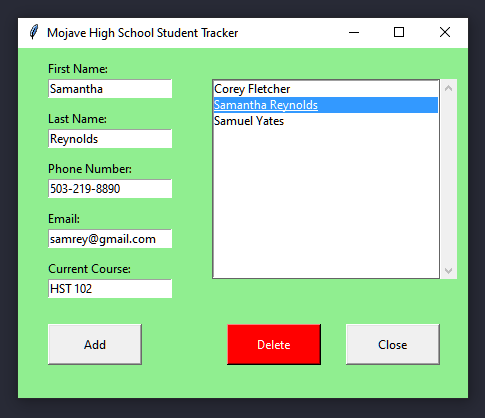 Mojave High School Student Tracker
First Name:
Samantha
Last Name:
Reynolds
Phone Number:
503-219-8890
Email:
samrey@gmail.com
Current Course:
HST 102
Corey Fletcher
Samantha Reynolds
Samuel Yates
Add
Delete
Close